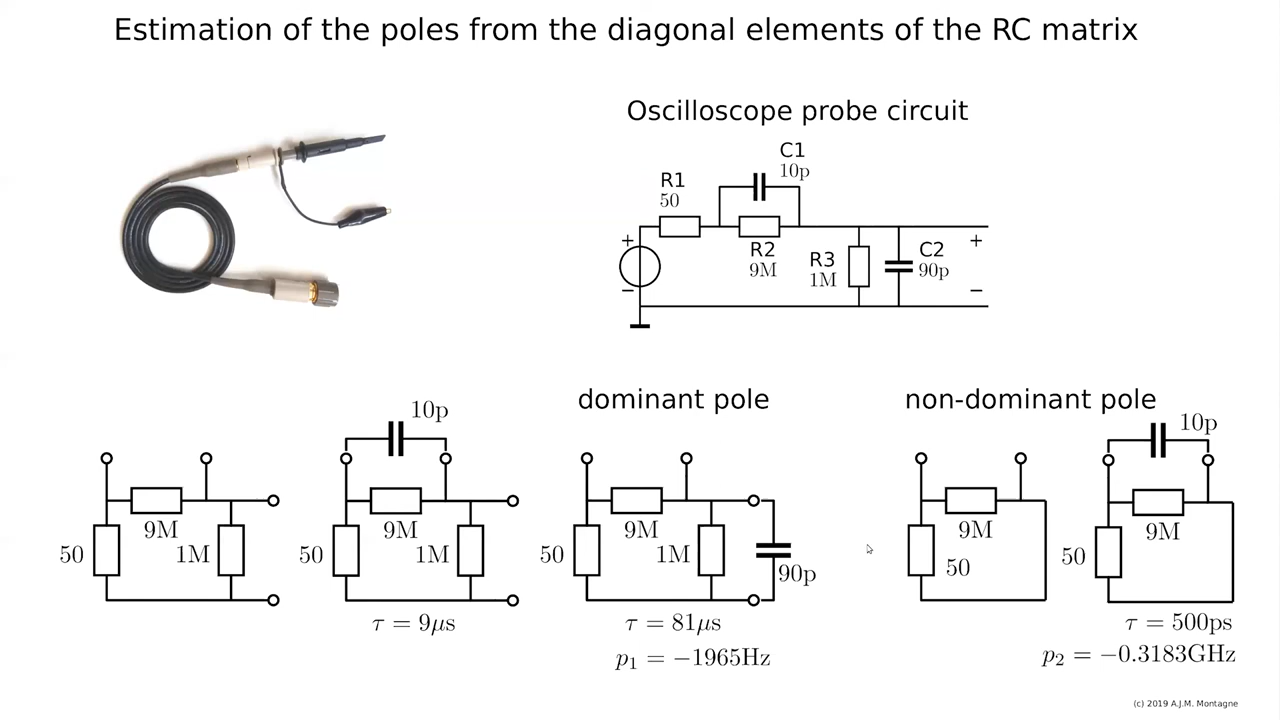 Estimation of the poles from the diagonal elements of the RC matrix
Oscilloscope probe circuit
C1
10p
R1
50
+
R2
9M
R3
1M
C2
90p
+
−
−
dominant pole
non-dominant pole
10p
10p
9M
50
1M
9M
50
1M
9M
50
1M
90p
9M
50
9M
50
τ = 9μs
τ = 81μs
τ = 500ps
p₁ = −1965Hz
p₂ = −0.3183GHz
(c) 2019 A.J.M. Montagne